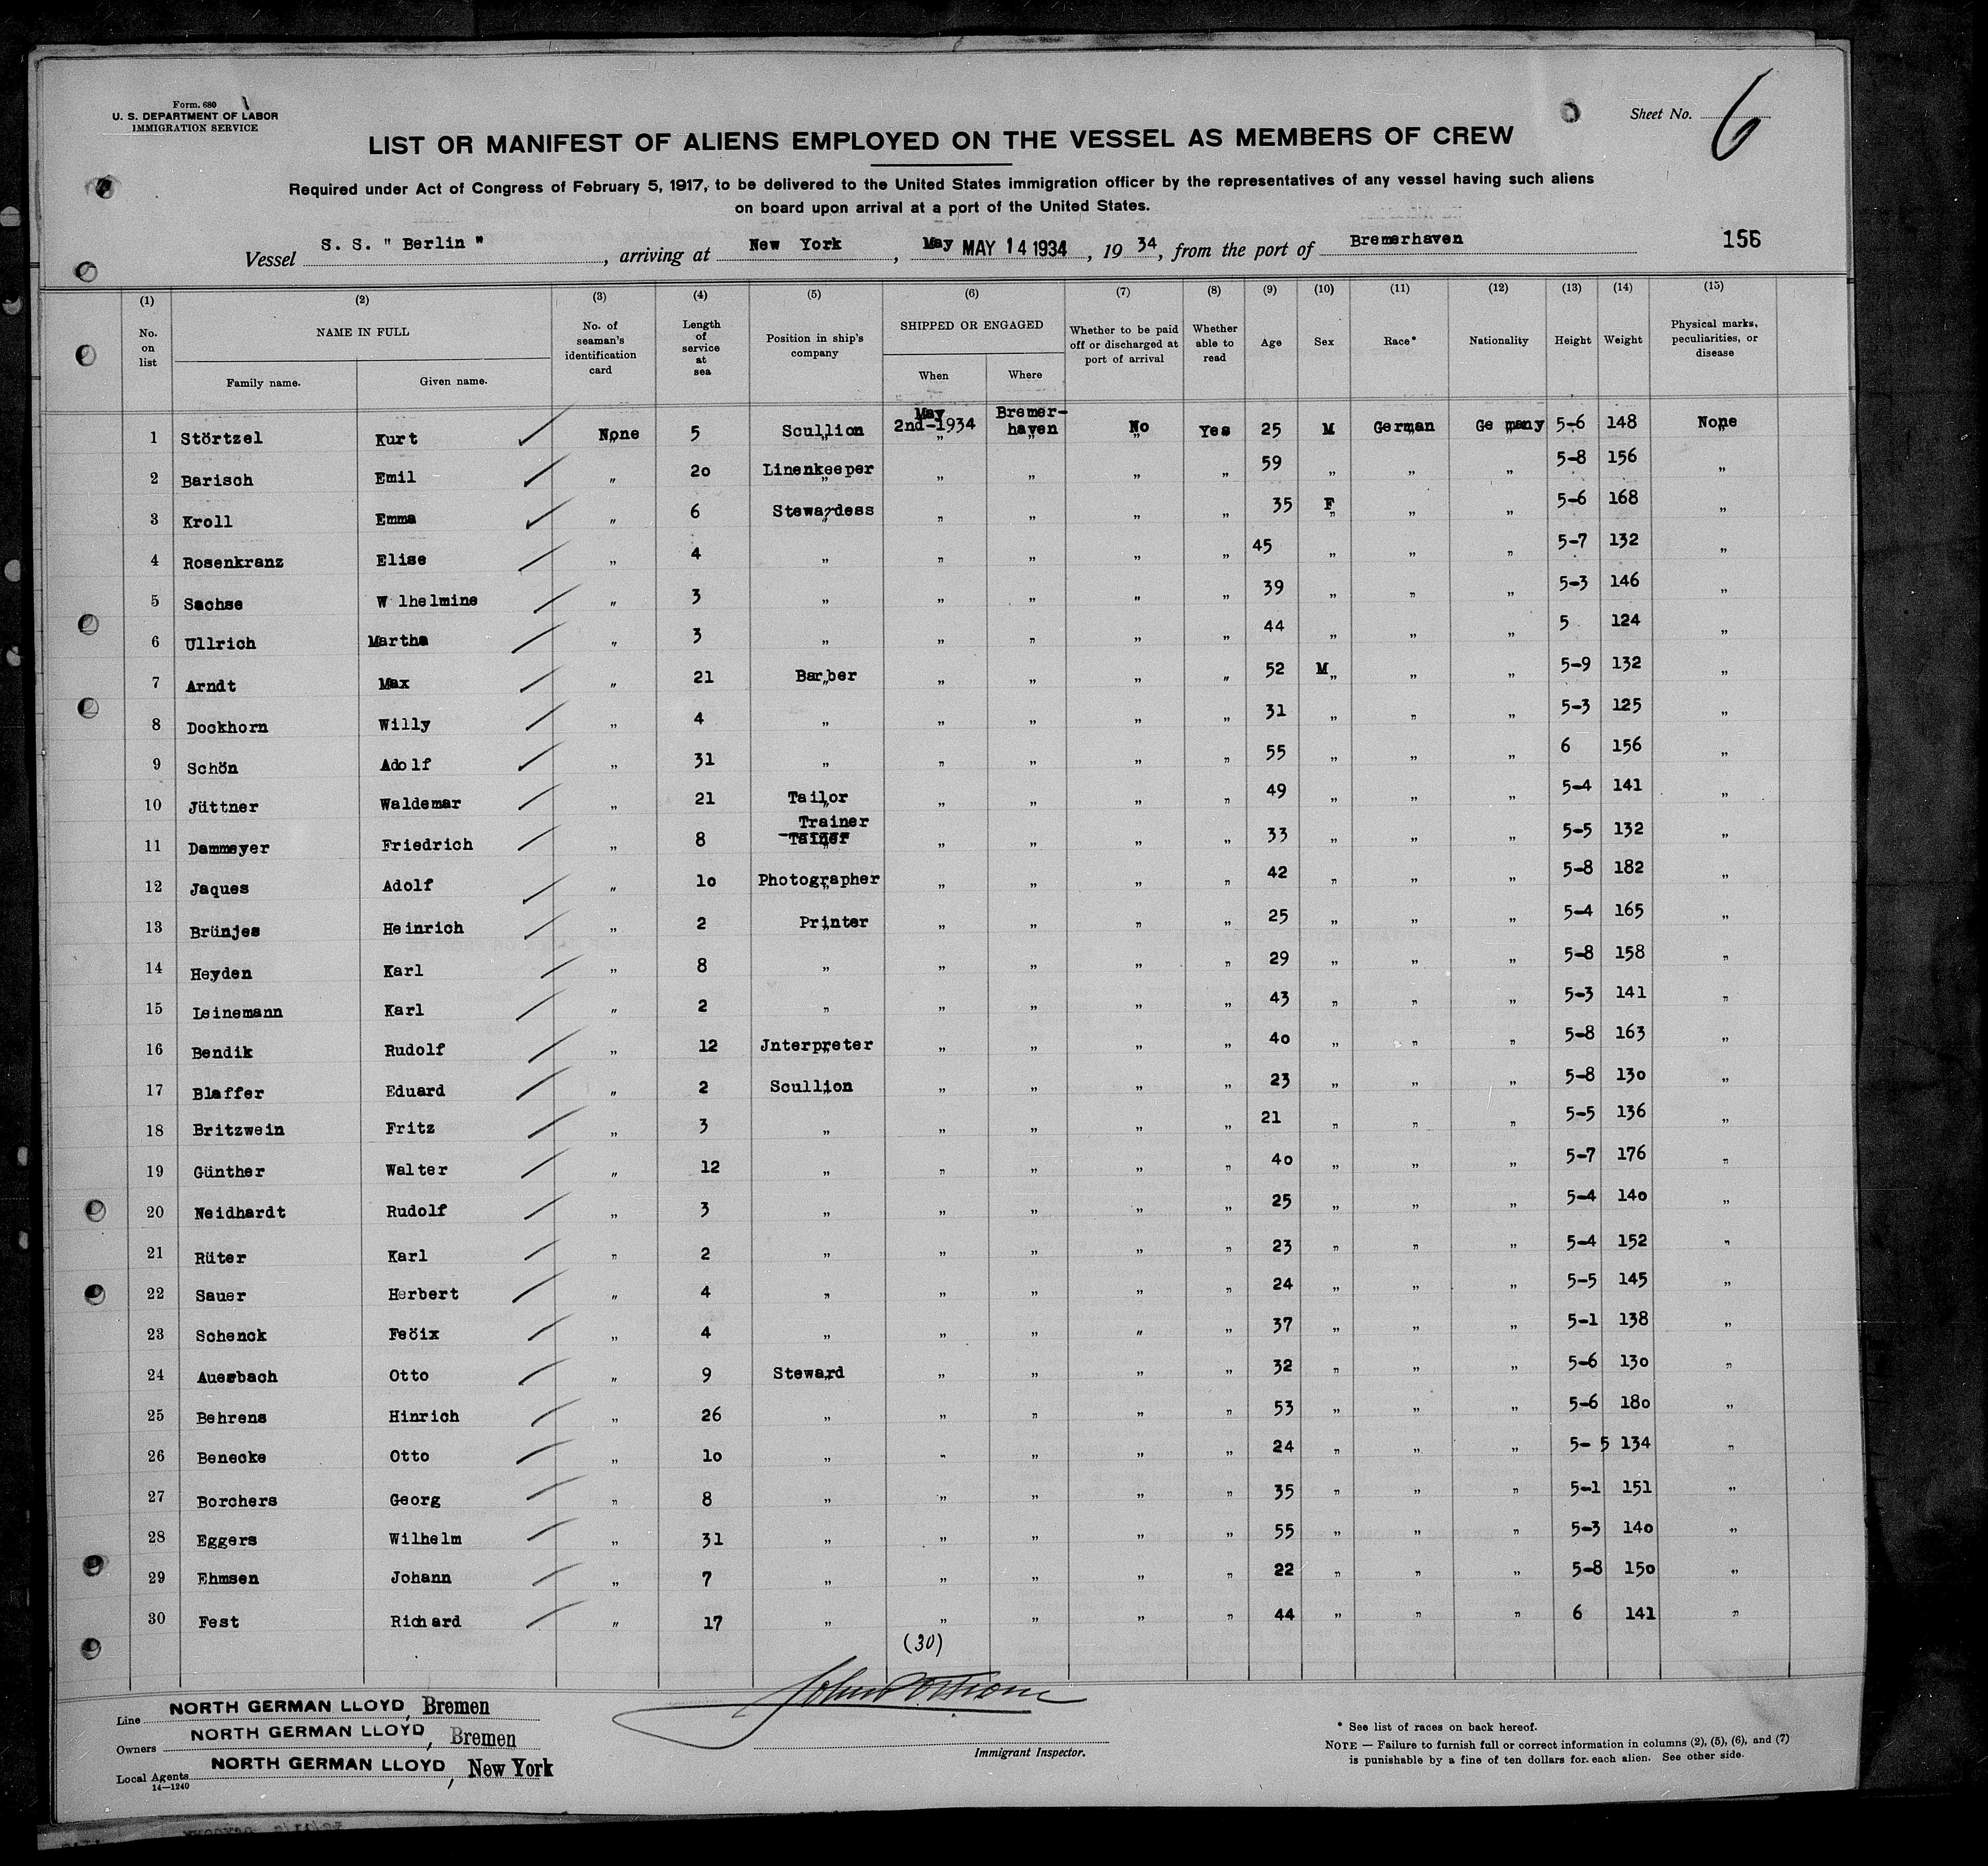 Form. 680
U. S. DEPARTMENT OF LABOR
IMMIGRATION SERVICE
Sheet No. 6
LIST OR MANIFEST OF ALIENS EMPLOYED ON THE VESSEL AS MEMBERS OF CREW
Required under Act of Congress of February 5, 1917, to be delivered to the United States immigration officer by the representatives of any vessel having such aliens
on board upon arrival at a port of the United States.
Vessel S. S. " Berlin ", arriving at New York, May MAY 14 1934, 19 34, from the port of Bremerhaven 156
(1) (2) (3) (4) (5) (6) (7) (8) (9) (10) (11) (12) (13) (14) (15)
No. on list NAME IN FULL Family name. Given name. No. of seaman's identification card Length of service at sea Position in ship's company SHIPPED OR ENGAGED When Where Whether to be paid off or discharged at port of arrival Whether able to read Age Sex Race* Nationality Height Weight Physical marks, peculiarities, or disease
1 Störtzel Kurt None 5 Scullion May 2nd-1934 Bremer-haven No Yes 25 M German Ge many 5-6 148 None
2 Barisch Emil " 20 Linenkeeper " " " " 59 " " " 5-8 156 "
3 Kroll Emma " 6 Stewardess " " " " 35 F " " 5-6 168 "
4 Rosenkranz Elise " 4 " " " " " 45 " " " 5-7 132 "
5 Sachse W lhelmine " 3 " " " " " 39 " " " 5-3 146 "
6 Ullrich Martha " 3 " " " " " 44 " " " 5 124 "
7 Arndt Max " 21 Barber " " " " 52 M " " 5-9 132 "
8 Dockhorn Willy " 4 " " " " " 31 " " " 5-3 125 "
9 Schön Adolf " 31 " " " " " 55 " " " 6 156 "
10 Jüttner Waldemar " 21 Tailor " " " " 49 " " " 5-4 141 "
11 Dammeyer Friedrich " 8 Trainer Tainer " " " " 33 " " " 5-5 132 "
12 Jaques Adolf " 10 Photographer " " " " 42 " " " 5-8 182 "
13 Brünjes Heinrich " 2 Printer " " " " 25 " " " 5-4 165 "
14 Heyden Karl " 8 " " " " " 29 " " " 5-8 158 "
15 Leinemann Karl " 2 " " " " " 43 " " " 5-3 141 "
16 Bendik Rudolf " 12 Jnterpreter " " " " 40 " " " 5-8 163 "
17 Blaffer Eduard " 2 Scullion " " " " 23 " " " 5-8 130 "
18 Britzwein Fritz " 3 " " " " " 21 " " " 5-5 136 "
19 Günther Walter " 12 " " " " " 40 " " " 5-7 176 "
20 Neidhardt Rudolf " 3 " " " " " 25 " " " 5-4 140 "
21 Rüter Karl " 2 " " " " " 23 " " " 5-4 152 "
22 Sauer Herbert " 4 " " " " " 24 " " " 5-5 145 "
23 Schenck Feöix " 4 " " " " " 37 " " " 5-1 138 "
24 Auerbach Otto " 9 Steward " " " " 32 " " " 5-6 130 "
25 Behrens Hinrich " 26 " " " " " 53 " " " 5-6 180 "
26 Benecke Otto " 10 " " " " " 24 " " " 5- 5 134 "
27 Borchers Georg " 8 " " " " " 35 " " " 5-1 151 "
28 Eggers Wilhelm " 31 " " " " " 55 " " " 5-3 140 "
29 Ehmsen Johann " 7 " " " " " 22 " " " 5-8 150 "
30 Fest Richard " 17 " " " " " 44 " " " 6 141 "
(30)
Line NORTH GERMAN LLOYD, Bremen
Owners NORTH GERMAN LLOYD, Bremen
Local Agents NORTH GERMAN LLOYD, New York
14—1240
Immigrant Inspector.
* See list of races on back hereof.
NOTE — Failure to furnish full or correct information in columns (2), (5), (6), and (7)
is punishable by a fine of ten dollars for each alien. See other side.